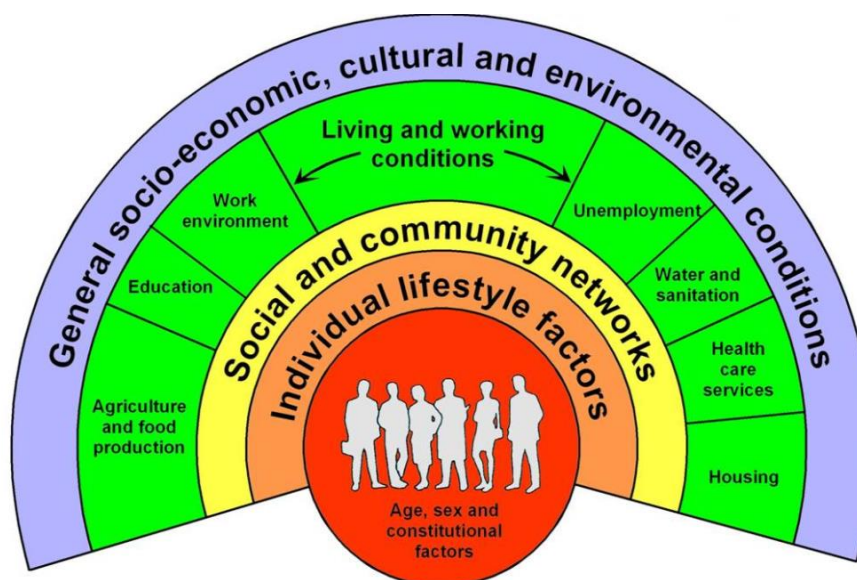 General socio-economic, cultural and environmental conditions
Living and working
conditions
Work
environment
Education
Agriculture
and food
production
Unemployment
Water and
sanitation
Health
care
services
Housing
Social and community networks
Individual lifestyle factors
Age, sex and
constitutional
factors